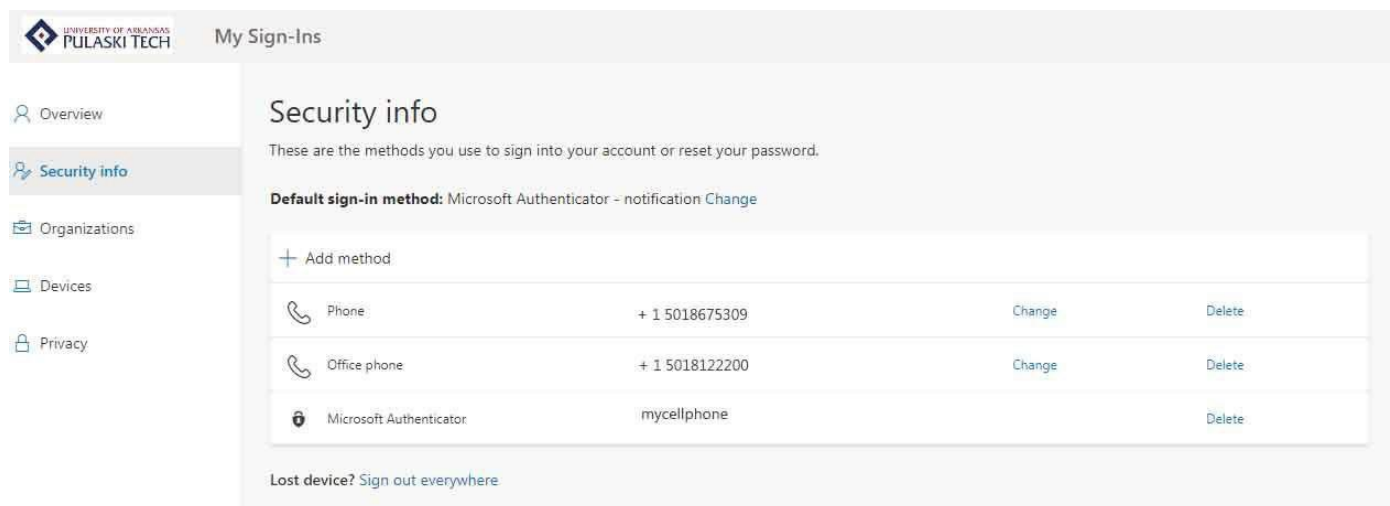 UNIVERSITY OF ARKANSAS
PULASKI TECH
My Sign-Ins
Overview
Security info
Organizations
Devices
Privacy
Security info
These are the methods you use to sign into your account or reset your password.
Default sign-in method: Microsoft Authenticator - notification Change
+ Add method
Phone + 1 5018675309 Change Delete
Office phone + 1 5018122200 Change Delete
Microsoft Authenticator mycellphone Delete
Lost device? Sign out everywhere